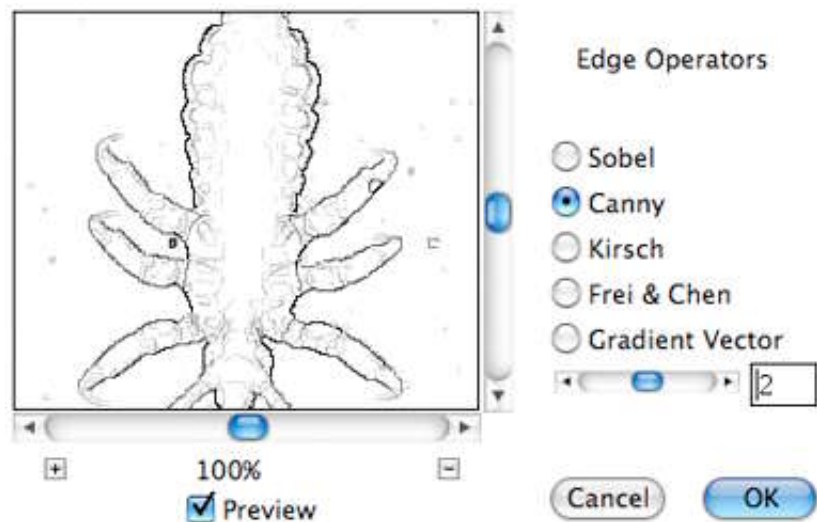 Edge Operators
Sobel
Canny
Kirsch
Frei & Chen
Gradient Vector
2
100%
Preview
Cancel
OK